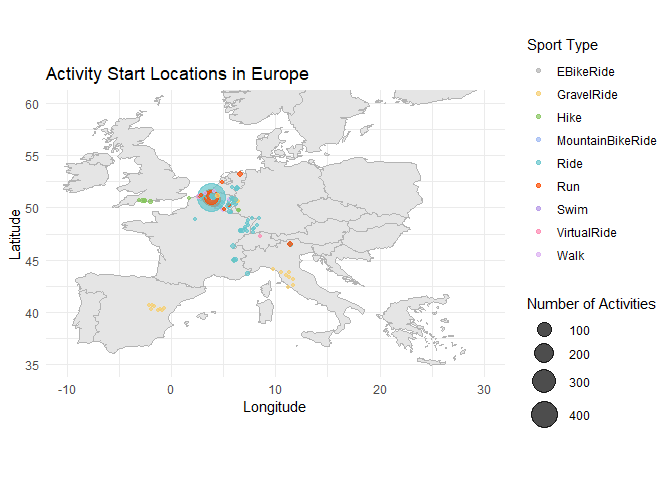 Activity Start Locations in Europe
60
55
50
45
40
35
Latitude
-10
0
10
20
30
Longitude
Sport Type
EBikeRide
GravelRide
Hike
MountainBikeRide
Ride
Run
Swim
VirtualRide
Walk
Number of Activities
100
200
300
400